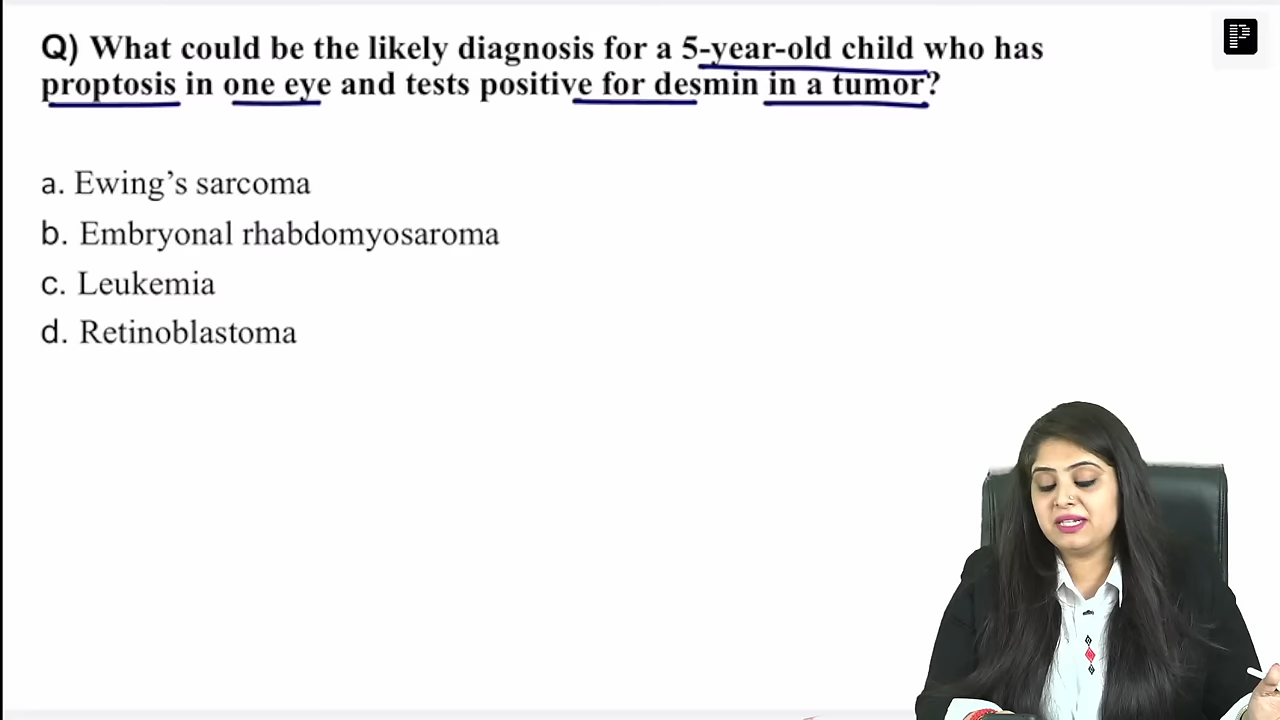 Q) What could be the likely diagnosis for a 5-year-old child who has
proptosis in one eye and tests positive for desmin in a tumor?
a. Ewing’s sarcoma
b. Embryonal rhabdomyosaroma
c. Leukemia
d. Retinoblastoma